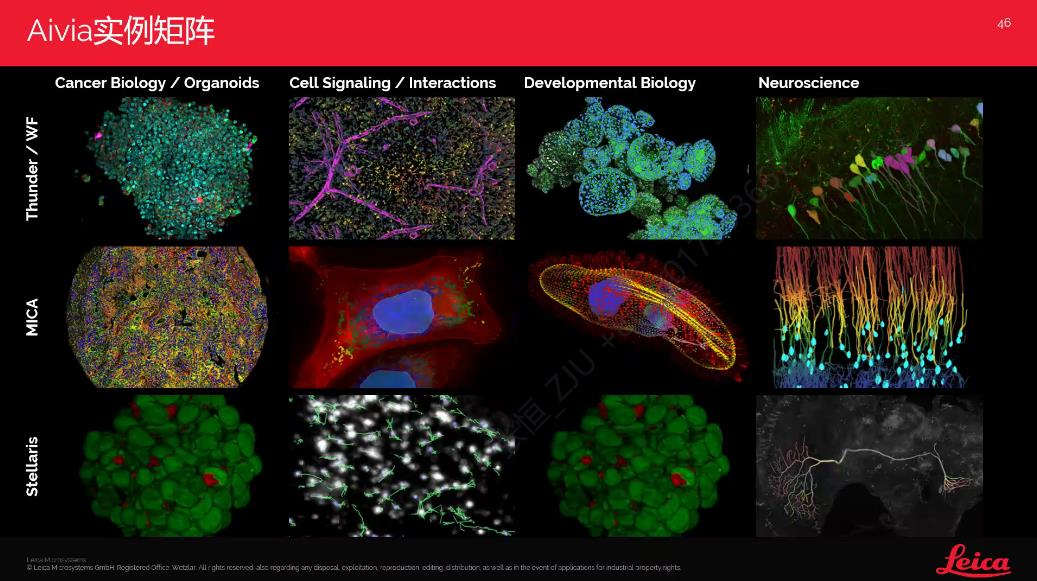 Aivia实例矩阵
46
Cancer Biology / Organoids
Cell Signaling / Interactions
Developmental Biology
Neuroscience
Thunder / WF
MICA
Stellaris
Leica Microsystems
© Leica Microsystems GmbH, Registered Office: Wetzlar. All rights reserved, also regarding any disposal, exploitation, reproduction, editing, distribution, as well as in the event of applications for industrial property rights.
Leica